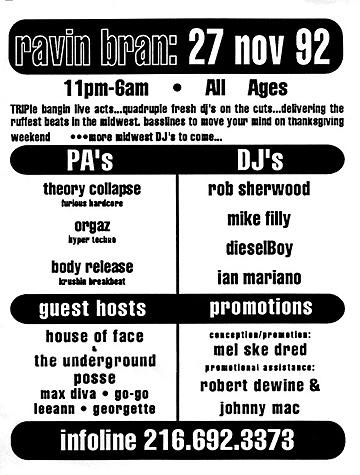 ravin bran: 27 nov 92
11pm-6am • All Ages
TRIPle bangin live acts...quadruple fresh dj's on the cuts...delivering the
ruffest beats in the midwest. basslines to move your mind on thanksgiving
weekend •••more midwest DJ's to come...
PA's
theory collapse
furious hardcore
orgaz
hyper techno
body release
krushin breakbeat
DJ's
rob sherwood
mike filly
dieselBoy
ian mariano
guest hosts
house of face
&
the underground
posse
max diva • go-go
leeann • georgette
promotions
conception/promotion:
mel ske dred
promotional assistance:
robert dewine &
johnny mac
infoline 216.692.3373